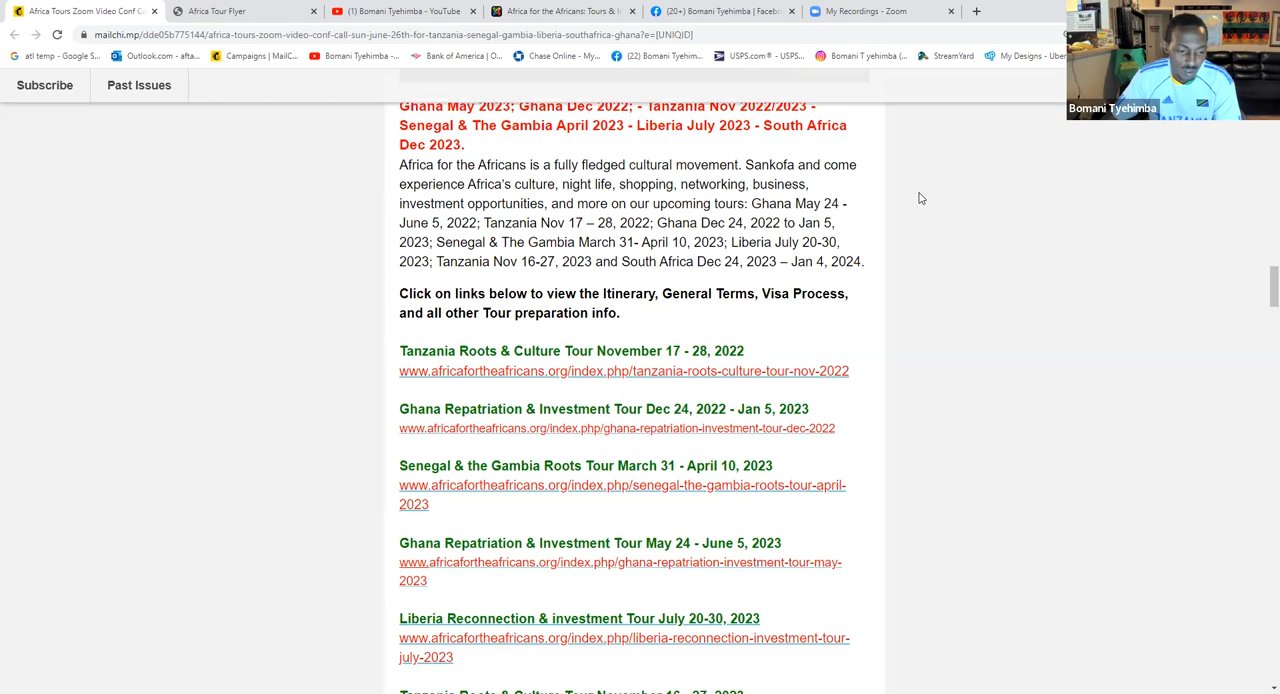 Africa Tours Zoom Video Conf C
Africa Tour Flyer
(1) Bomani Tyehimba - YouTube
Africa for the Africans: Tours & I
(20+) Bomani Tyehimba | Faceb
My Recordings - Zoom
mailchi.mp/dde05b775144/africa-tours-zoom-video-conf-call-sun-june-26th-for-tanzania-senegal-gambia-liberia-southafrica-ghana?e=[UNIQID]
atl temp - Google S...
Outlook.com - afta...
Campaigns | MailC...
Bomani Tyehimba -...
Bank of America | O...
Chase Online - My...
(22) Bomani Tyehim...
USPS.com® - USPS...
Bomani T yehimba (...
StreamYard
My Designs - Uber
Subscribe
Past Issues
Bomani Tyehimba
Ghana May 2023; Ghana Dec 2022; - Tanzania Nov 2022/2023 -
Senegal & The Gambia April 2023 - Liberia July 2023 - South Africa
Dec 2023.
Africa for the Africans is a fully fledged cultural movement. Sankofa and come
experience Africa's culture, night life, shopping, networking, business,
investment opportunities, and more on our upcoming tours: Ghana May 24 -
June 5, 2022; Tanzania Nov 17 – 28, 2022; Ghana Dec 24, 2022 to Jan 5,
2023; Senegal & The Gambia March 31- April 10, 2023; Liberia July 20-30,
2023; Tanzania Nov 16-27, 2023 and South Africa Dec 24, 2023 – Jan 4, 2024.
Click on links below to view the Itinerary, General Terms, Visa Process,
and all other Tour preparation info.
Tanzania Roots & Culture Tour November 17 - 28, 2022
www.africafortheafricans.org/index.php/tanzania-roots-culture-tour-nov-2022
Ghana Repatriation & Investment Tour Dec 24, 2022 - Jan 5, 2023
www.africafortheafricans.org/index.php/ghana-repatriation-investment-tour-dec-2022
Senegal & the Gambia Roots Tour March 31 - April 10, 2023
www.africafortheafricans.org/index.php/senegal-the-gambia-roots-tour-april-
2023
Ghana Repatriation & Investment Tour May 24 - June 5, 2023
www.africafortheafricans.org/index.php/ghana-repatriation-investment-tour-may-
2023
Liberia Reconnection & investment Tour July 20-30, 2023
www.africafortheafricans.org/index.php/liberia-reconnection-investment-tour-
july-2023
Tanzania Roots & Culture Tour November 16 - 27, 2023